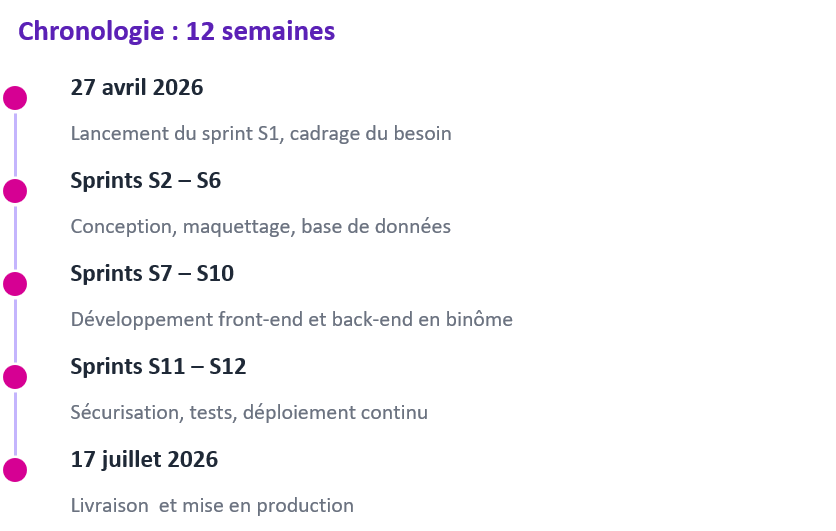 Chronologie : 12 semaines
27 avril 2026
Lancement du sprint S1, cadrage du besoin
Sprints S2 – S6
Conception, maquettage, base de données
Sprints S7 – S10
Développement front-end et back-end en binôme
Sprints S11 – S12
Sécurisation, tests, déploiement continu
17 juillet 2026
Livraison  et mise en production